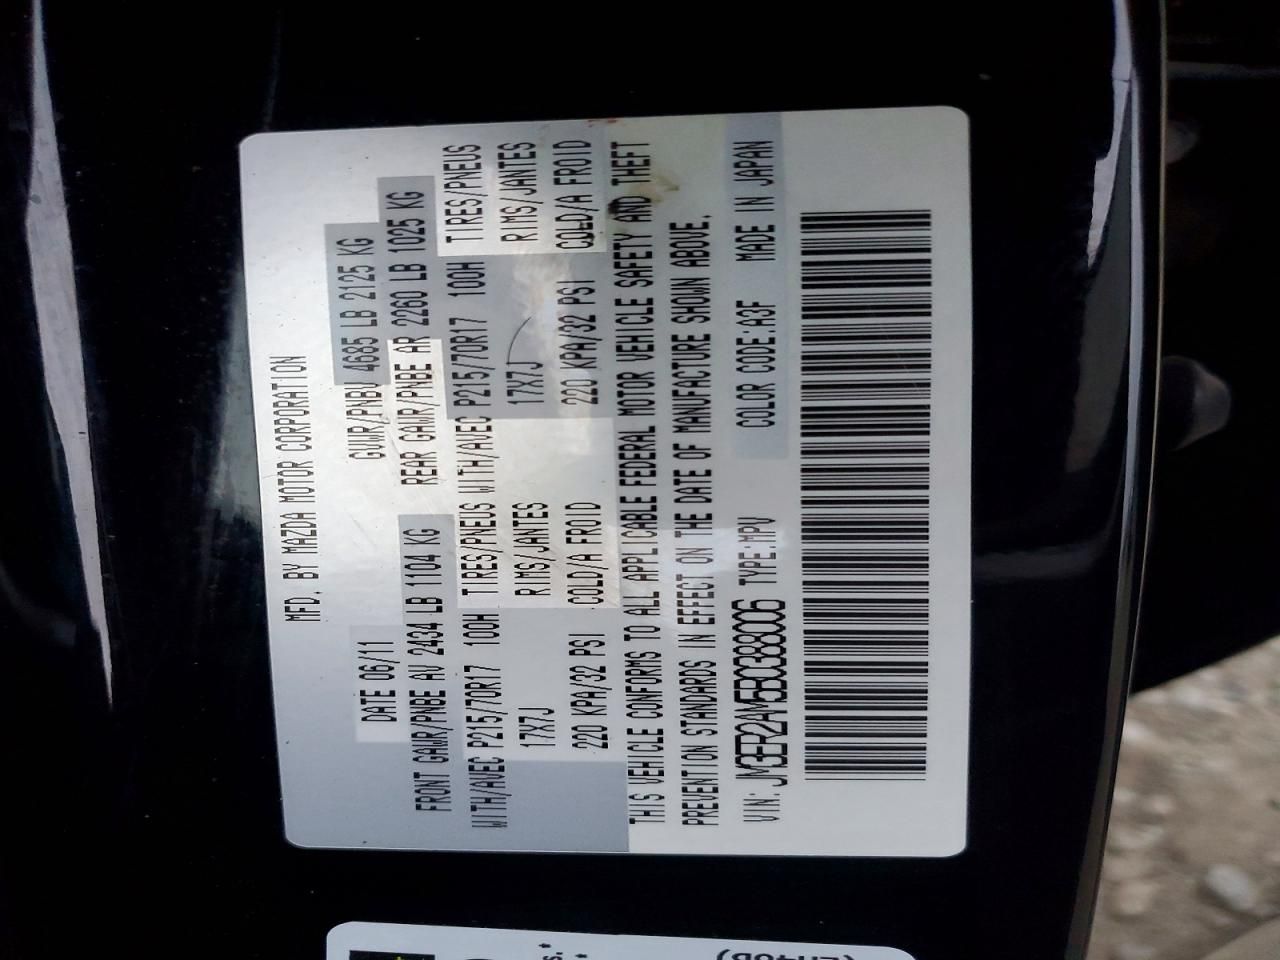 MFD. BY MAZDA MOTOR CORPORATION
DATE 06/11 GVWR/PNBV 4685 LB 2125 KG
FRONT GAWR/PNBE AV 2434 LB 1104 KG REAR GAWR/PNBE AR 2260 LB 1025 KG
WITH/AVEC P215/70R17 100H TIRES/PNEUS WITH/AVEC P215/70R17 100H TIRES/PNEUS
17X7J RIMS/JANTES 17X7J RIMS/JANTES
220 KPA/32 PSI COLD/A FROID 220 KPA/32 PSI COLD/A FROID
THIS VEHICLE CONFORMS TO ALL APPLICABLE FEDERAL MOTOR VEHICLE SAFETY AND THEFT
PREVENTION STANDARDS IN EFFECT ON THE DATE OF MANUFACTURE SHOWN ABOVE.
VIN: JM3ER2AM5B0388006 TYPE:MPV COLOR CODE:A3F MADE IN JAPAN